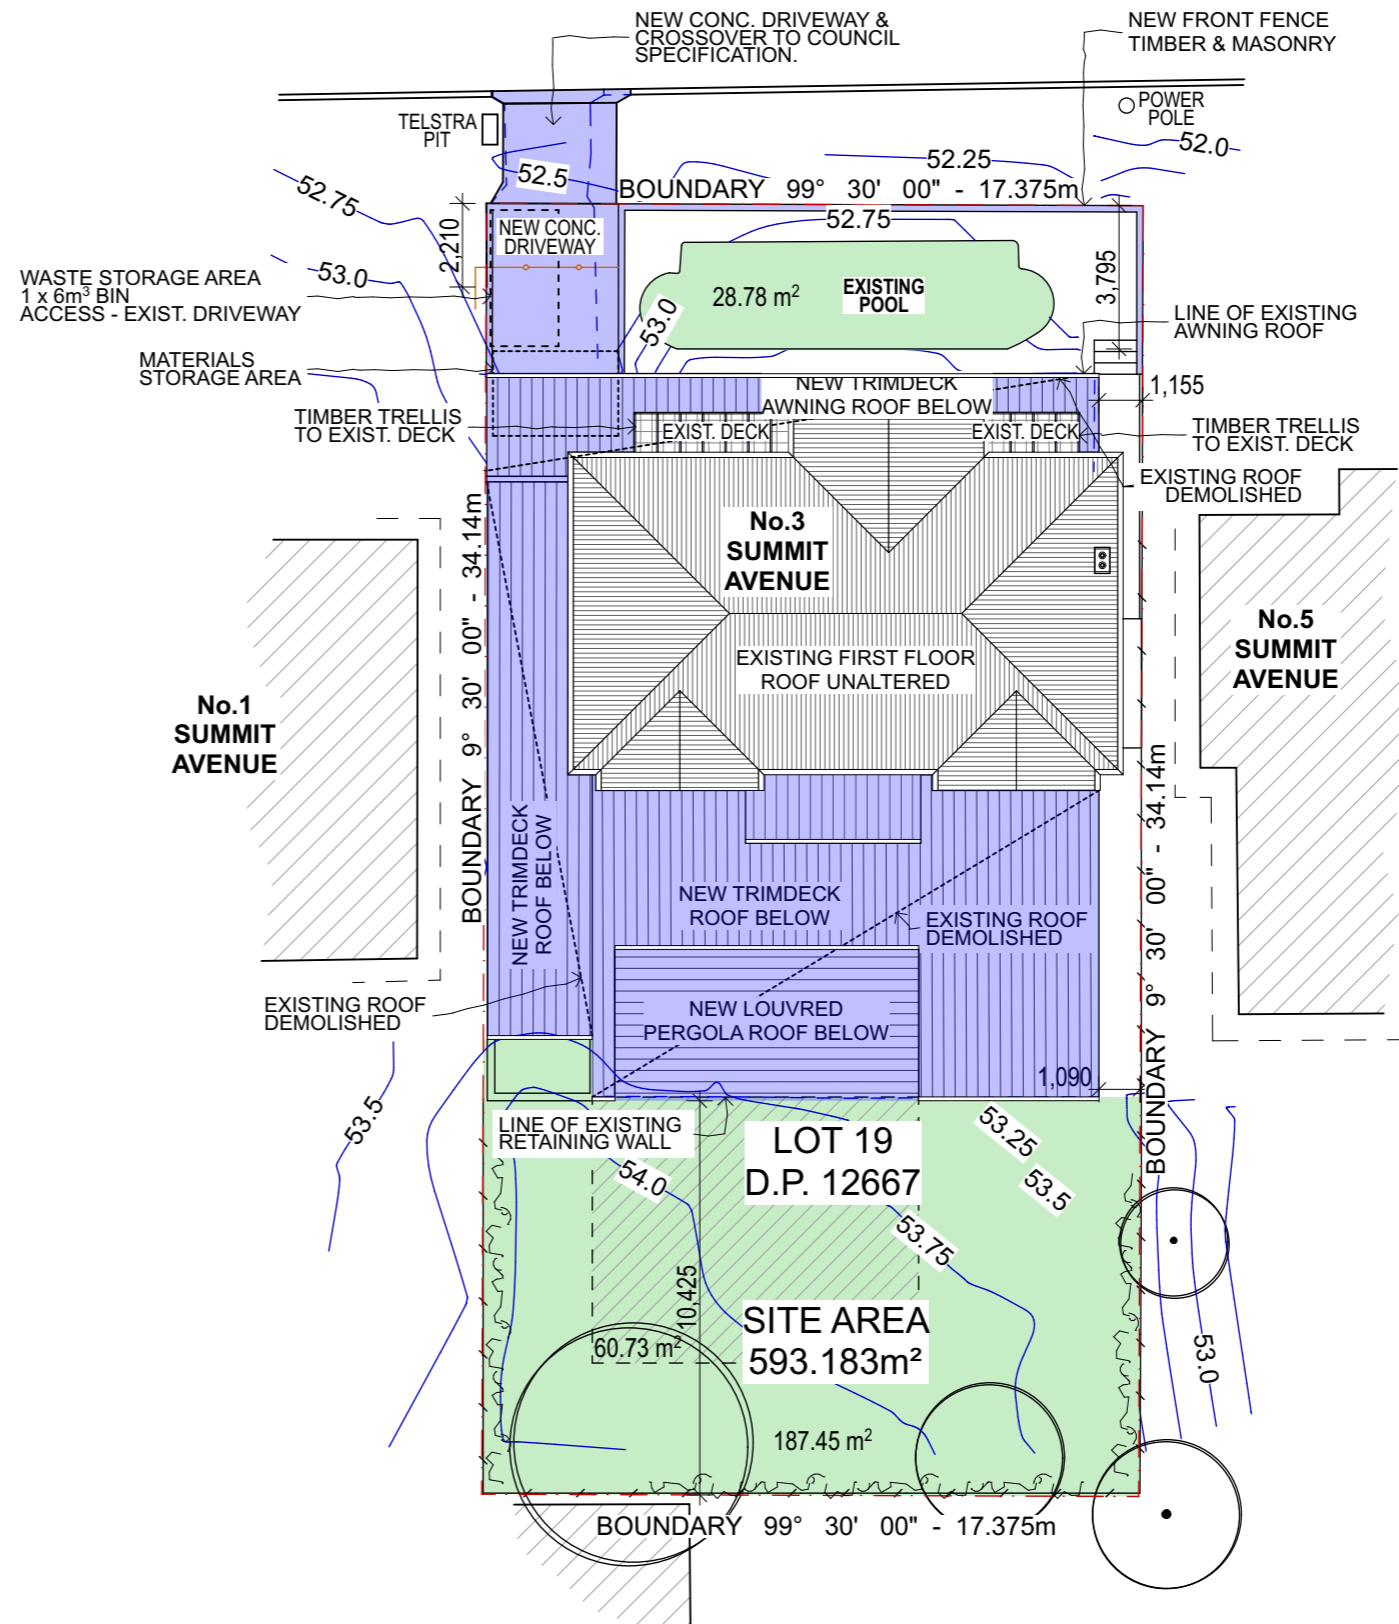 NEW CONC. DRIVEWAY &
CROSSOVER TO COUNCIL
SPECIFICATION.
NEW FRONT FENCE
TIMBER & MASONRY
TELSTRA
PIT
POWER
POLE
52.0
52.25
52.5
52.75
BOUNDARY 99° 30' 00" - 17.375m
52.75
2,210
NEW CONC.
DRIVEWAY
53.0
WASTE STORAGE AREA
1 x 6m³ BIN
ACCESS - EXIST. DRIVEWAY
28.78 m²
EXISTING
POOL
3,795
53.0
LINE OF EXISTING
AWNING ROOF
MATERIALS
STORAGE AREA
1,155
NEW TRIMDECK
AWNING ROOF BELOW
TIMBER TRELLIS
TO EXIST. DECK
EXIST. DECK
EXIST. DECK
TIMBER TRELLIS
TO EXIST. DECK
EXISTING ROOF
DEMOLISHED
No.3
SUMMIT
AVENUE
BOUNDARY 9° 30' 00" - 34.14m
No.5
SUMMIT
AVENUE
EXISTING FIRST FLOOR
ROOF UNALTERED
No.1
SUMMIT
AVENUE
BOUNDARY 9° 30' 00" - 34.14m
NEW TRIMDECK
ROOF BELOW
NEW TRIMDECK
ROOF BELOW
EXISTING ROOF
DEMOLISHED
EXISTING ROOF
DEMOLISHED
NEW LOUVRED
PERGOLA ROOF BELOW
1,090
53.5
LINE OF EXISTING
RETAINING WALL
LOT 19
D.P. 12667
53.25
53.5
54.0
53.75
10,425
SITE AREA
593.183m²
60.73 m²
53.0
187.45 m²
BOUNDARY 99° 30' 00" - 17.375m